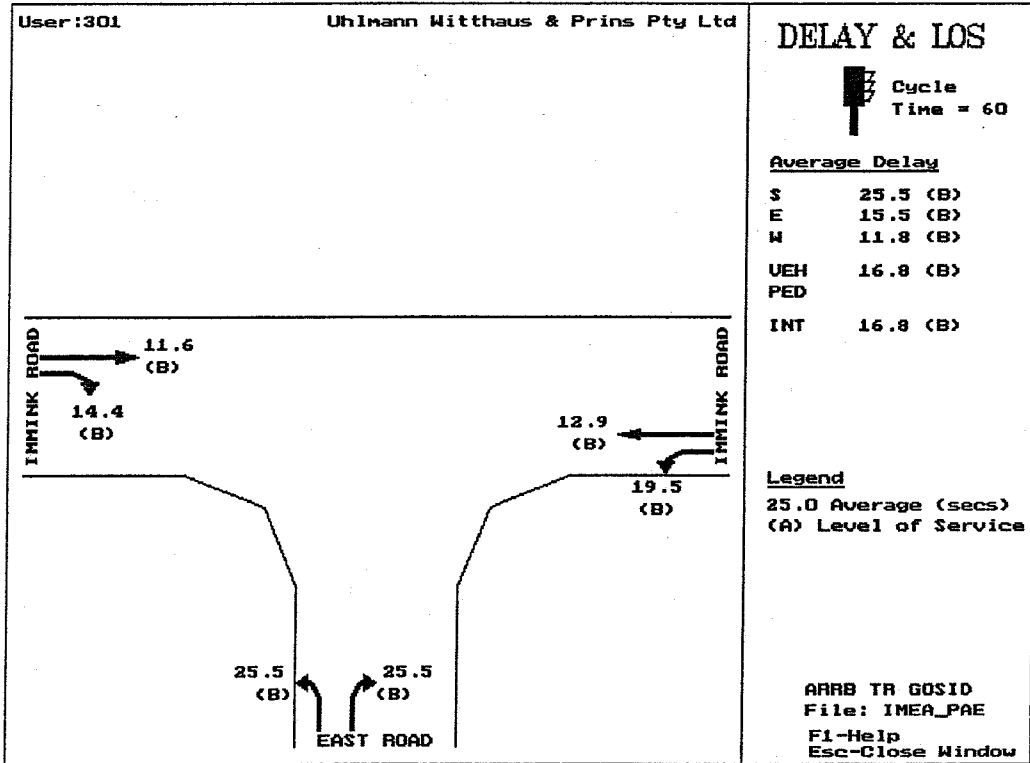 User:301
Uhlmann Witthaus & Prins Pty Ltd
DELAY & LOS
Cycle
Time = 60
Average Delay
S 25.5 (B)
E 15.5 (B)
W 11.8 (B)
VEH 16.8 (B)
PED
INT 16.8 (B)
IMMINK ROAD
11.6
(B)
14.4
(B)
12.9
(B)
19.5
(B)
IMMINK ROAD
25.5
(B)
25.5
(B)
EAST ROAD
Legend
25.0 Average (secs)
(A) Level of Service
ARRB TR GOSID
File: IMEA_PAE
F1-Help
Esc-Close Window